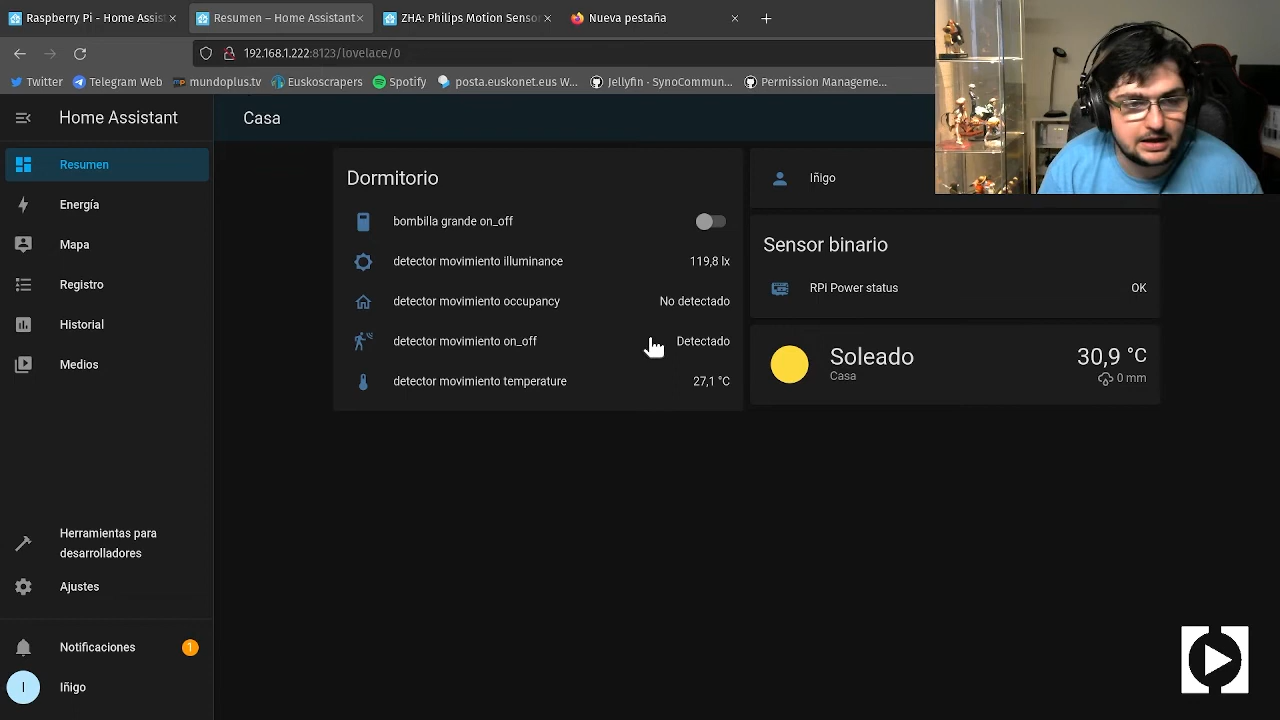 Raspberry Pi - Home Assis
Resumen – Home Assistant
ZHA: Philips Motion Senso
Nueva pestaña
192.168.1.222:8123/lovelace/0
Twitter
Telegram Web
mundoplus.tv
Euskoscrapers
Spotify
posta.euskonet.eus W...
Jellyfin - SynoCommun...
Permission Manageme...
Home Assistant
Casa
Resumen
Energía
Mapa
Registro
Historial
Medios
Herramientas para
desarrolladores
Ajustes
Notificaciones
1
I
Iñigo
Dormitorio
bombilla grande on_off
detector movimiento illuminance
119,8 lx
detector movimiento occupancy
No detectado
detector movimiento on_off
Detectado
detector movimiento temperature
27,1 °C
Iñigo
Sensor binario
RPI Power status
OK
Soleado
Casa
30,9 °C
0 mm